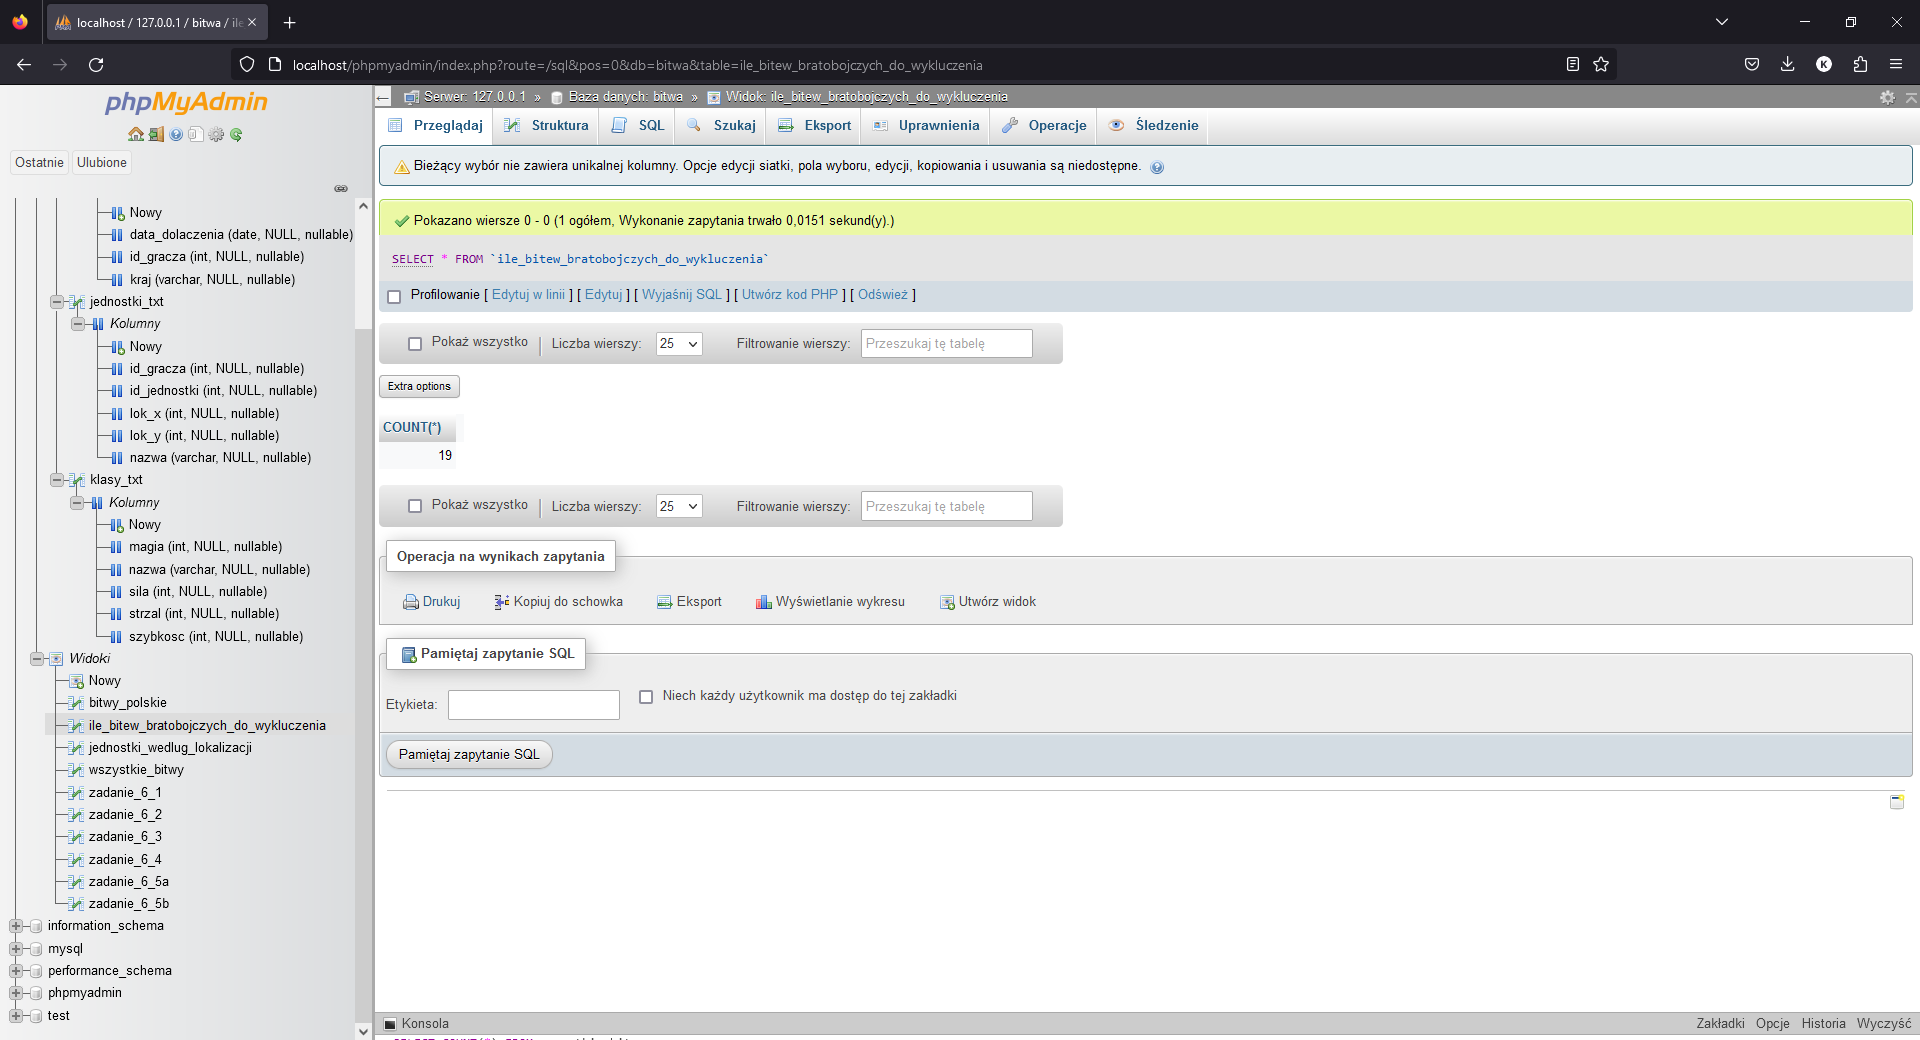 localhost / 127.0.0.1 / bitwa / ile
localhost/phpmyadmin/index.php?route=/sql&pos=0&db=bitwa&table=ile_bitew_bratobojczych_do_wykluczenia
K
phpMyAdmin
Ostatnie
Ulubione
Nowy
data_dolaczenia (date, NULL, nullable)
id_gracza (int, NULL, nullable)
kraj (varchar, NULL, nullable)
jednostki_txt
Kolumny
Nowy
id_gracza (int, NULL, nullable)
id_jednostki (int, NULL, nullable)
lok_x (int, NULL, nullable)
lok_y (int, NULL, nullable)
nazwa (varchar, NULL, nullable)
klasy_txt
Kolumny
Nowy
magia (int, NULL, nullable)
nazwa (varchar, NULL, nullable)
sila (int, NULL, nullable)
strzal (int, NULL, nullable)
szybkosc (int, NULL, nullable)
Widoki
Nowy
bitwy_polskie
ile_bitew_bratobojczych_do_wykluczenia
jednostki_wedlug_lokalizacji
wszystkie_bitwy
zadanie_6_1
zadanie_6_2
zadanie_6_3
zadanie_6_4
zadanie_6_5a
zadanie_6_5b
information_schema
mysql
performance_schema
phpmyadmin
test
Serwer: 127.0.0.1 » Baza danych: bitwa » Widok: ile_bitew_bratobojczych_do_wykluczenia
Przeglądaj Struktura SQL Szukaj Eksport Uprawnienia Operacje Śledzenie
Bieżący wybór nie zawiera unikalnej kolumny. Opcje edycji siatki, pola wyboru, edycji, kopiowania i usuwania są niedostępne.
Pokazano wiersze 0 - 0 (1 ogółem, Wykonanie zapytania trwało 0,0151 sekund(y).)
SELECT * FROM `ile_bitew_bratobojczych_do_wykluczenia`
Profilowanie [ Edytuj w linii ] [ Edytuj ] [ Wyjaśnij SQL ] [ Utwórz kod PHP ] [ Odśwież ]
Pokaż wszystko | Liczba wierszy: 25 Filtrowanie wierszy: Przeszukaj tę tabelę
Extra options
COUNT(*)
19
Pokaż wszystko | Liczba wierszy: 25 Filtrowanie wierszy: Przeszukaj tę tabelę
Operacja na wynikach zapytania
Drukuj Kopiuj do schowka Eksport Wyświetlanie wykresu Utwórz widok
Pamiętaj zapytanie SQL
Etykieta: Niech każdy użytkownik ma dostęp do tej zakładki
Pamiętaj zapytanie SQL
Konsola Zakładki Opcje Historia Wyczyść